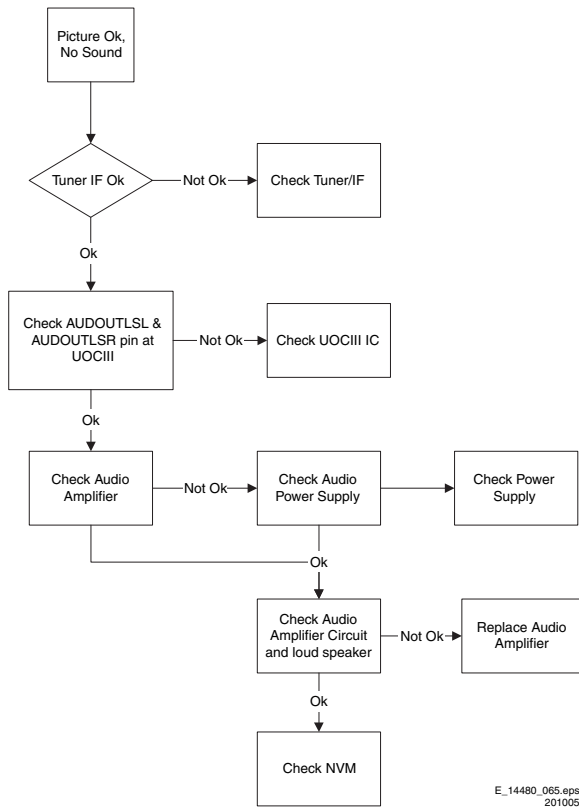 Picture Ok,
No Sound
Tuner IF Ok
Not Ok
Check Tuner/IF
Ok
Check AUDOUTLSL &
AUDOUTLSR pin at
UOCIII
Not Ok
Check UOCIII IC
Ok
Check Audio
Amplifier
Not Ok
Check Audio
Power Supply
Check Power
Supply
Ok
Check Audio
Amplifier Circuit
and loud speaker
Not Ok
Replace Audio
Amplifier
Ok
Check NVM
E_14480_065.eps
201005